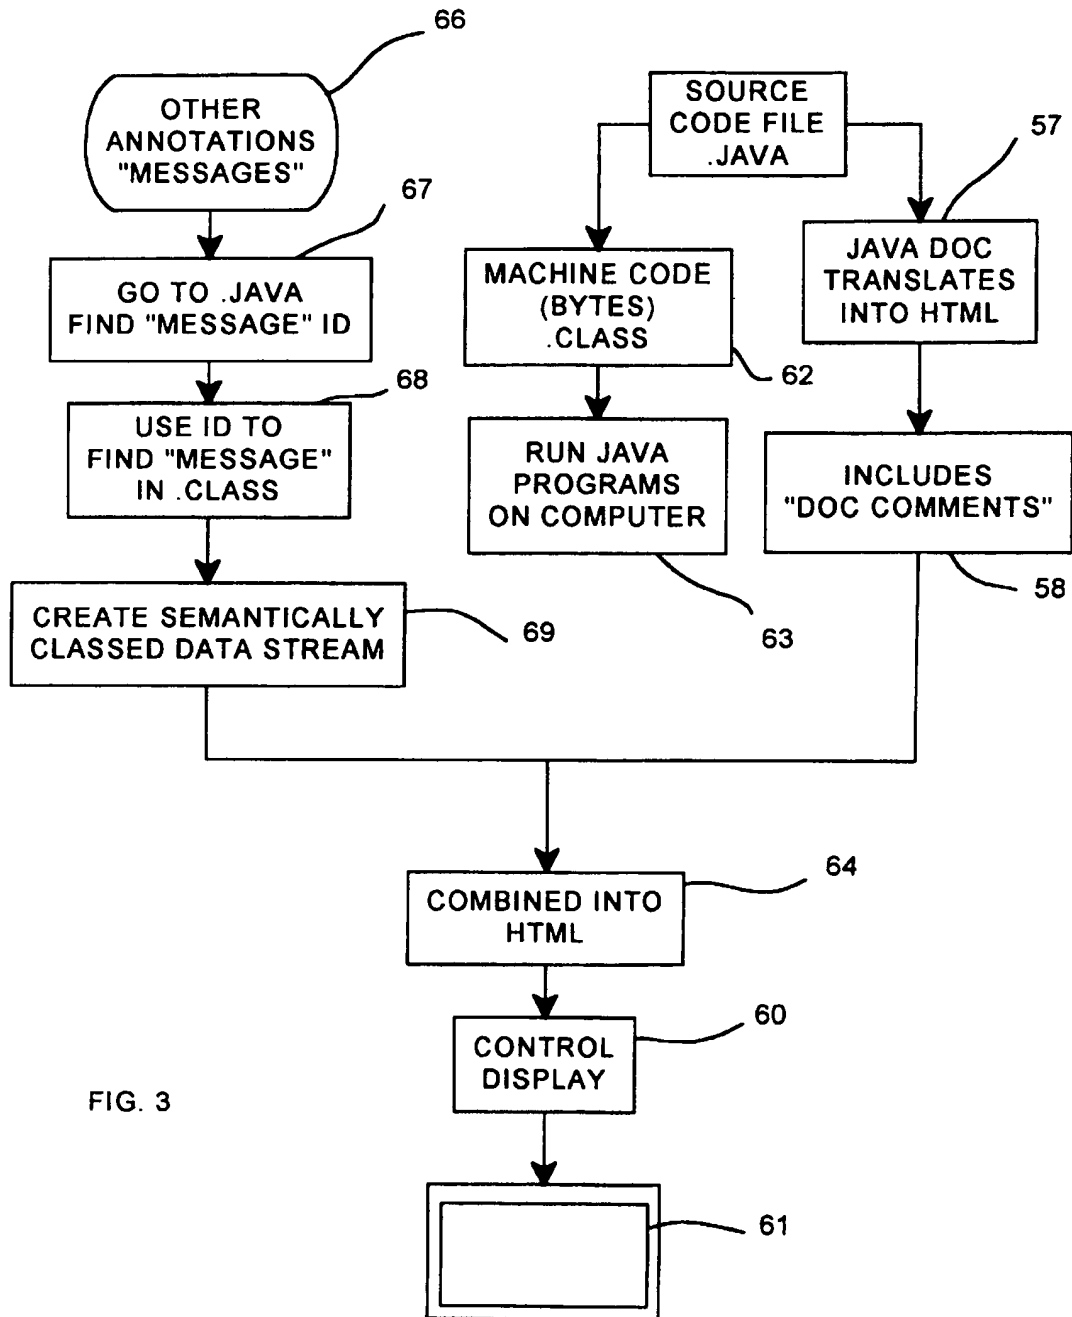 66
OTHER
ANNOTATIONS
"MESSAGES"
67
GO TO .JAVA
FIND "MESSAGE" ID
68
USE ID TO
FIND "MESSAGE"
IN .CLASS
CREATE SEMANTICALLY
CLASSED DATA STREAM
69
SOURCE
CODE FILE
.JAVA
57
MACHINE CODE
(BYTES)
.CLASS
62
RUN JAVA
PROGRAMS
ON COMPUTER
63
JAVA DOC
TRANSLATES
INTO HTML
INCLUDES
"DOC COMMENTS"
58
64
COMBINED INTO
HTML
60
CONTROL
DISPLAY
FIG. 3
61